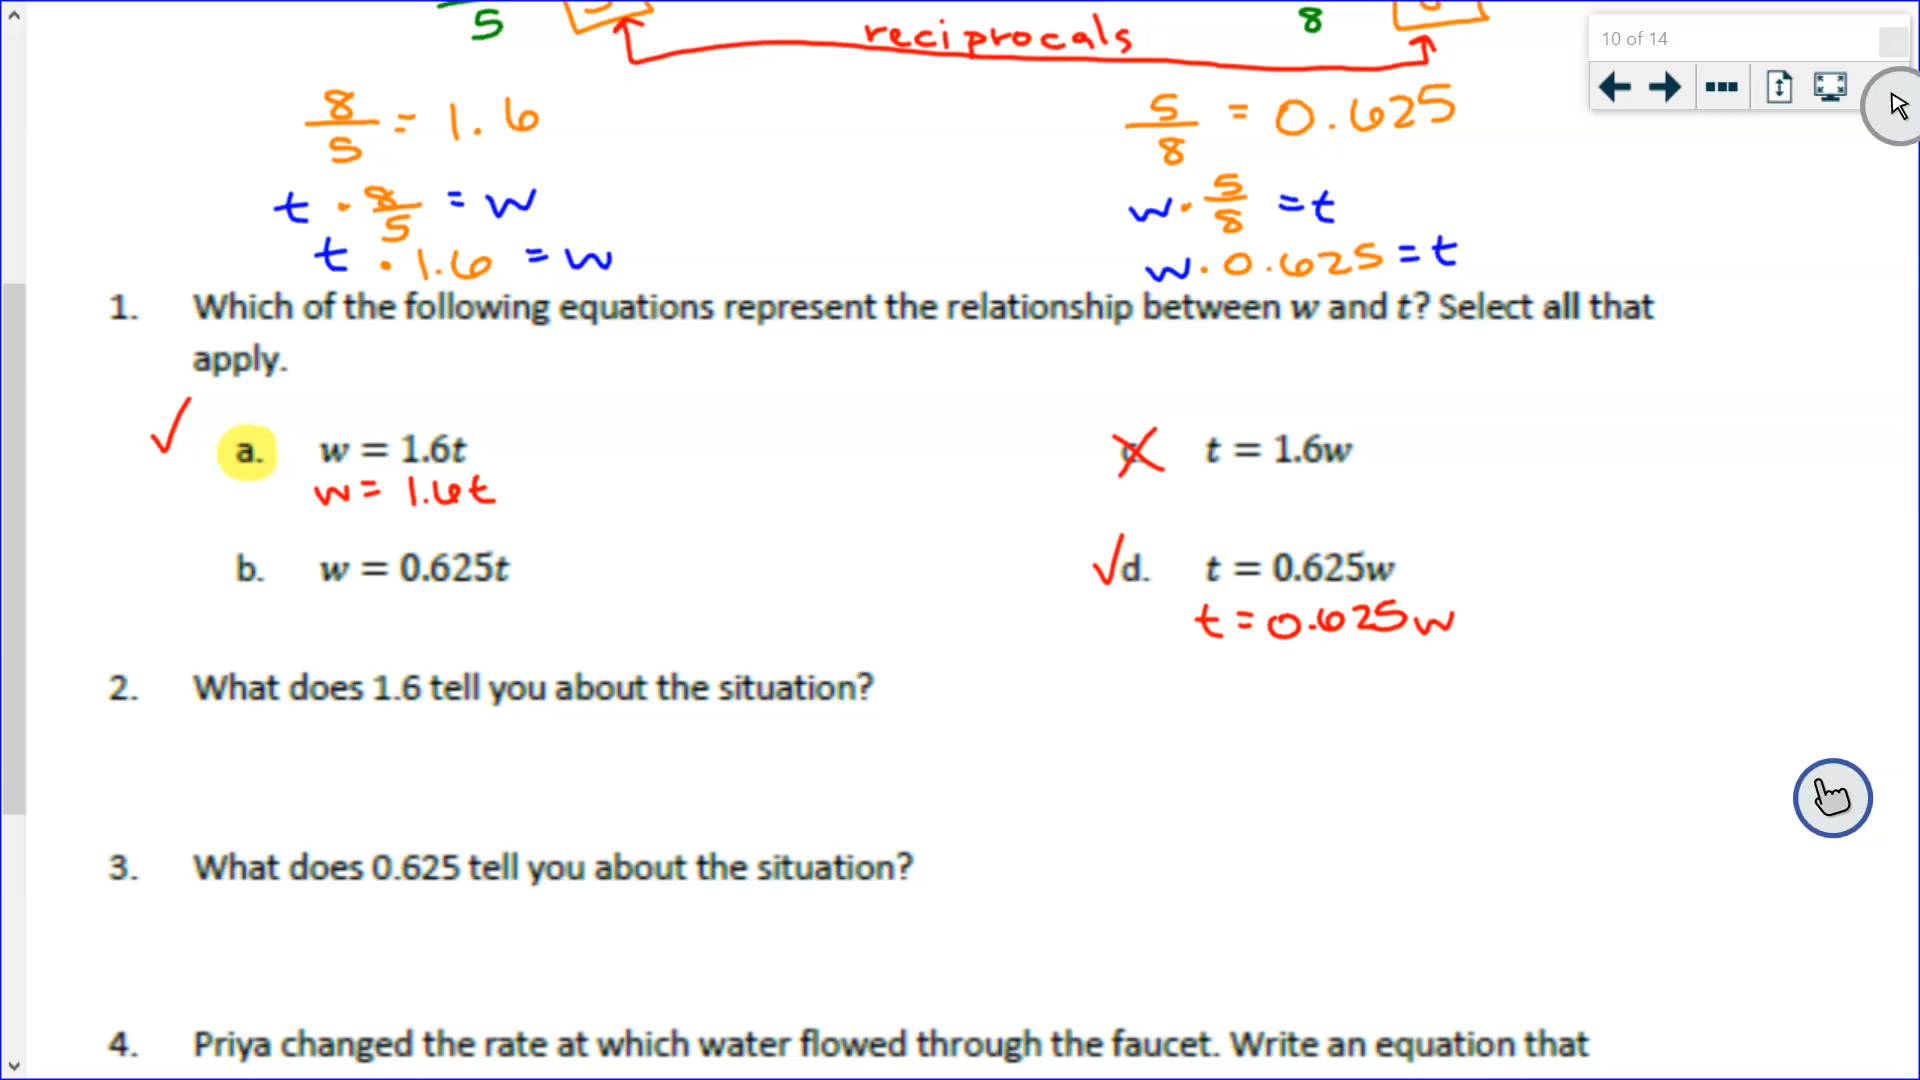 5 reciprocals 8
10 of 14
8/5 = 1.6 5/8 = 0.625
t · 8/5 = w w · 5/8 = t
t · 1.6 = w w · 0.625 = t
1. Which of the following equations represent the relationship between w and t? Select all that
apply.
a. w = 1.6t t = 1.6w
w = 1.6t
b. w = 0.625t d. t = 0.625w
t = 0.625w
2. What does 1.6 tell you about the situation?
3. What does 0.625 tell you about the situation?
4. Priya changed the rate at which water flowed through the faucet. Write an equation that